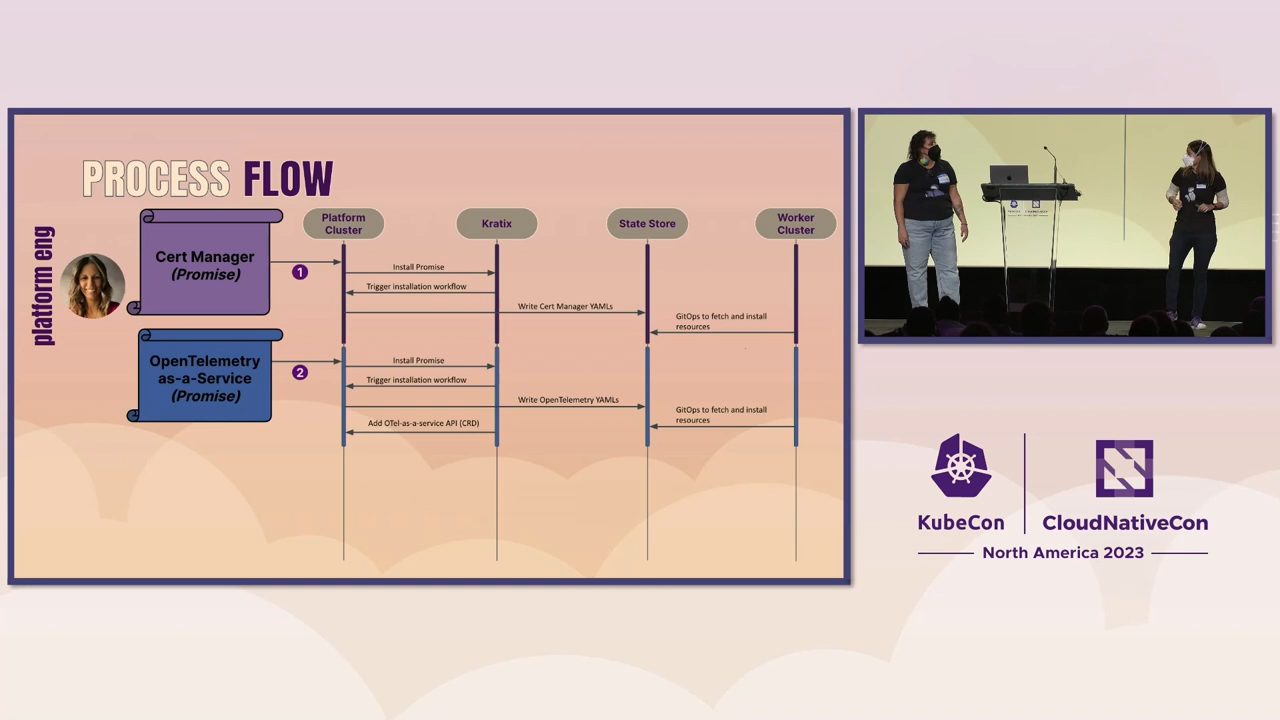 PROCESS FLOW
platform eng
Cert Manager
(Promise)
1
OpenTelemetry
as-a-Service
(Promise)
2
Platform
Cluster
Kratix
State Store
Worker
Cluster
Install Promise
Trigger installation workflow
Write Cert Manager YAMLs
GitOps to fetch and install
resources
Install Promise
Trigger installation workflow
Write OpenTelemetry YAMLs
GitOps to fetch and install
resources
Add OTel-as-a-service API (CRD)
KubeCon
CloudNativeCon
North America 2023